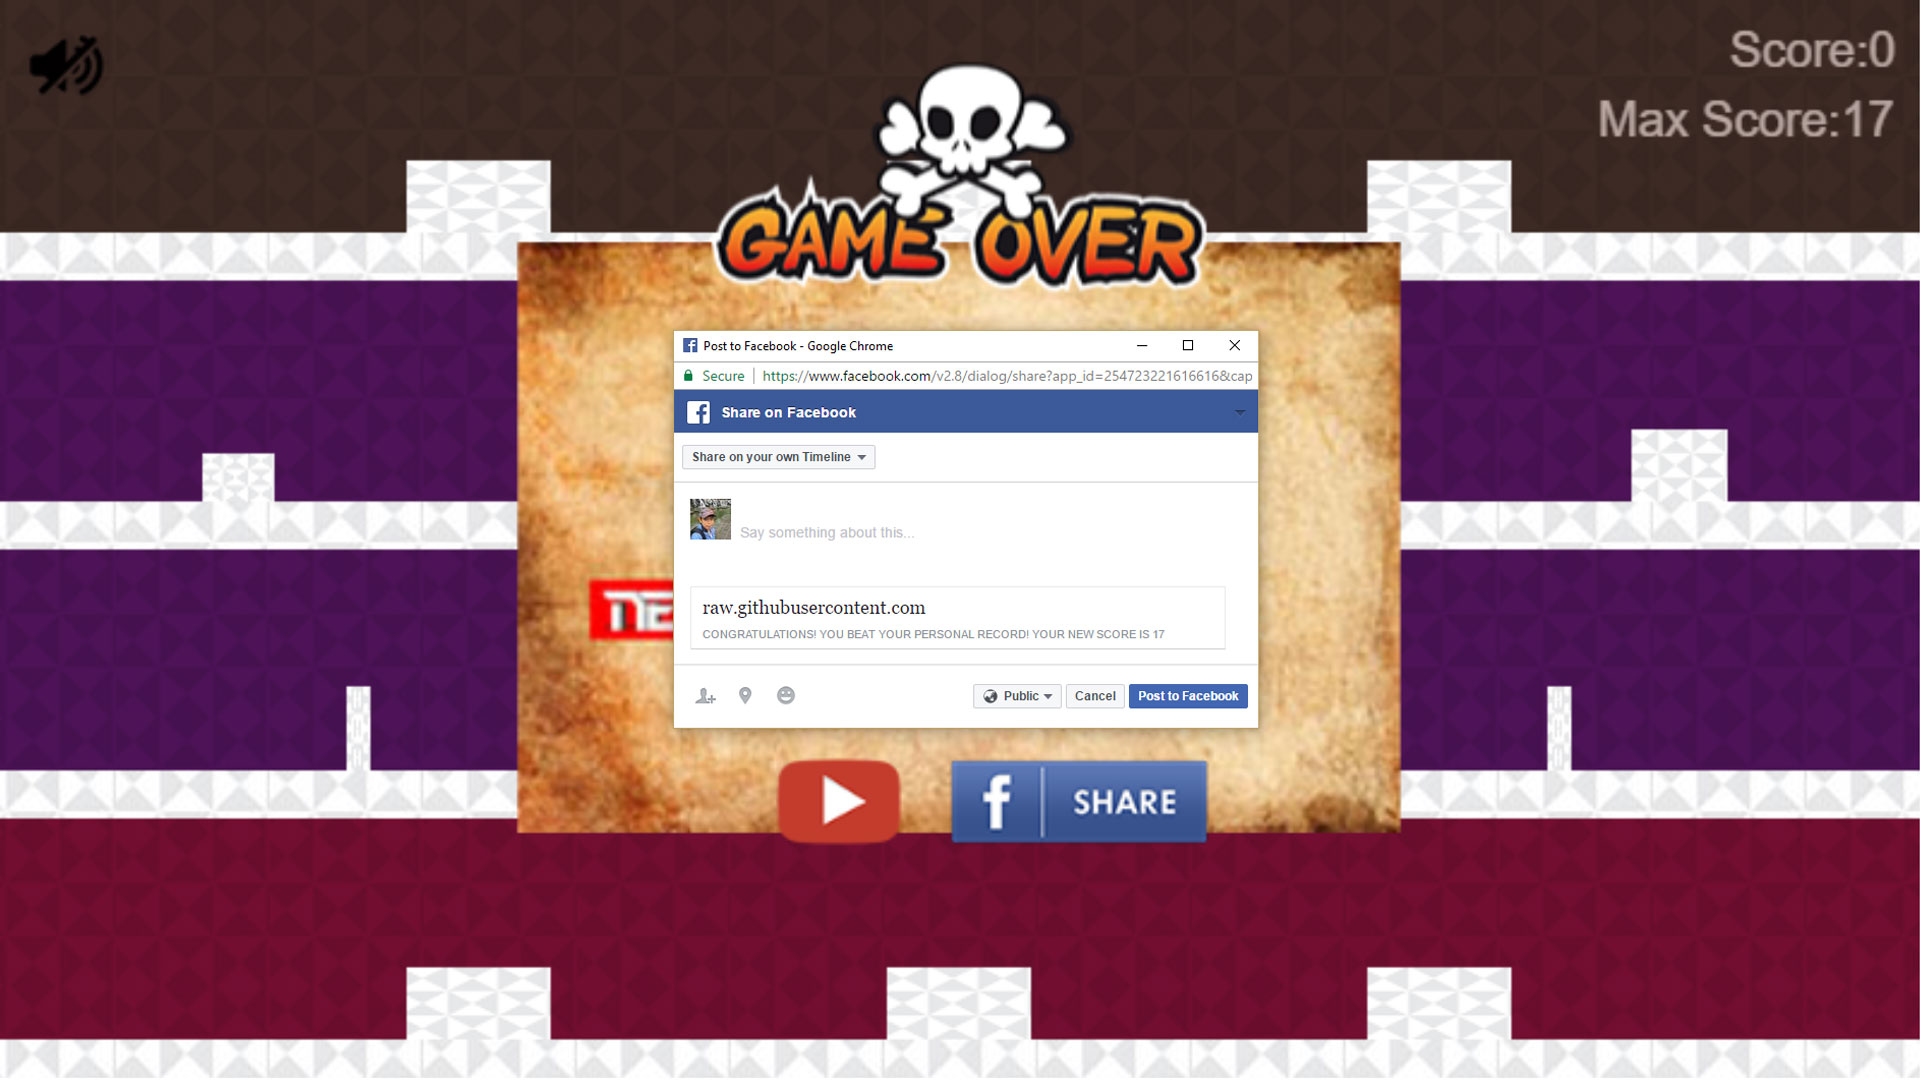 Score:0
Max Score:17
GAME OVER
Post to Facebook - Google Chrome
Secure
https://www.facebook.com/v2.8/dialog/share?app_id=254723221616616&cap
Share on Facebook
Share on your own Timeline
Say something about this...
NE
raw.githubusercontent.com
CONGRATULATIONS! YOU BEAT YOUR PERSONAL RECORD! YOUR NEW SCORE IS 17
Public
Cancel
Post to Facebook
SHARE